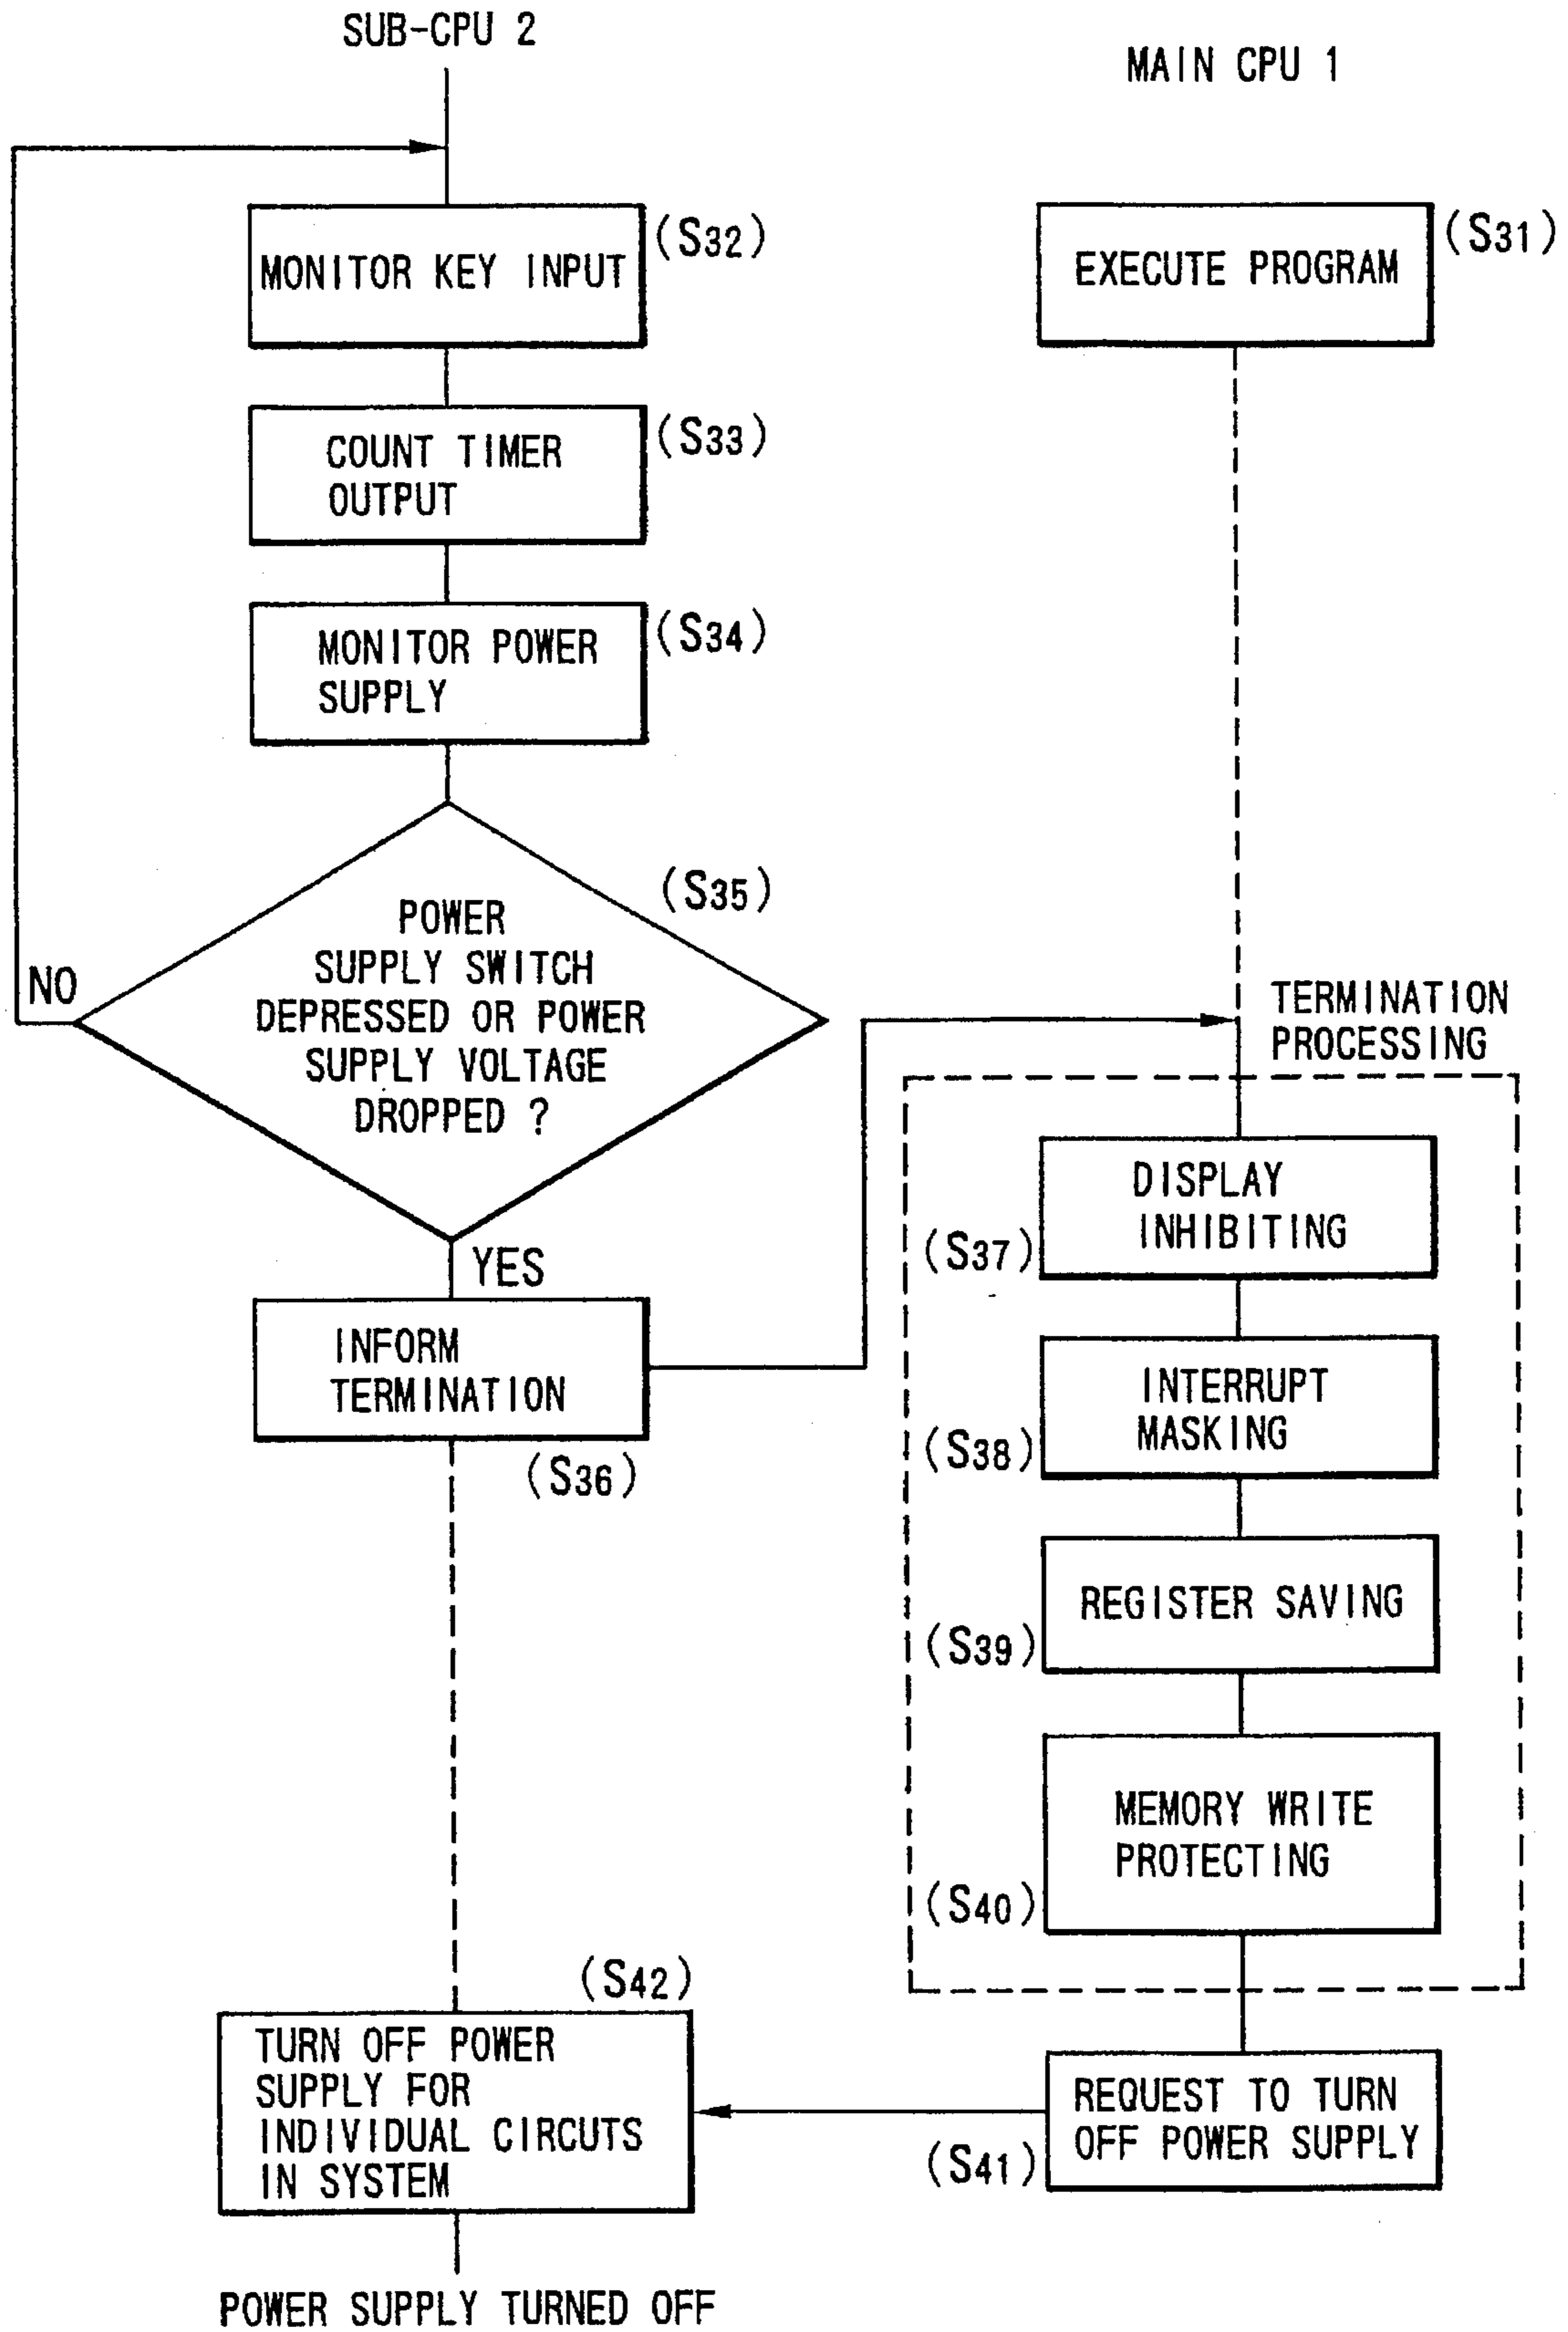 SUB-CPU 2
MAIN CPU 1
MONITOR KEY INPUT
(S32)
EXECUTE PROGRAM
(S31)
COUNT TIMER
OUTPUT
(S33)
MONITOR POWER
SUPPLY
(S34)
(S35)
POWER
SUPPLY SWITCH
DEPRESSED OR POWER
SUPPLY VOLTAGE
DROPPED ?
NO
YES
INFORM
TERMINATION
(S36)
TERMINATION
PROCESSING
DISPLAY
INHIBITING
(S37)
INTERRUPT
MASKING
(S38)
REGISTER SAVING
(S39)
MEMORY WRITE
PROTECTING
(S40)
REQUEST TO TURN
OFF POWER SUPPLY
(S41)
(S42)
TURN OFF POWER
SUPPLY FOR
INDIVIDUAL CIRCUTS
IN SYSTEM
POWER SUPPLY TURNED OFF